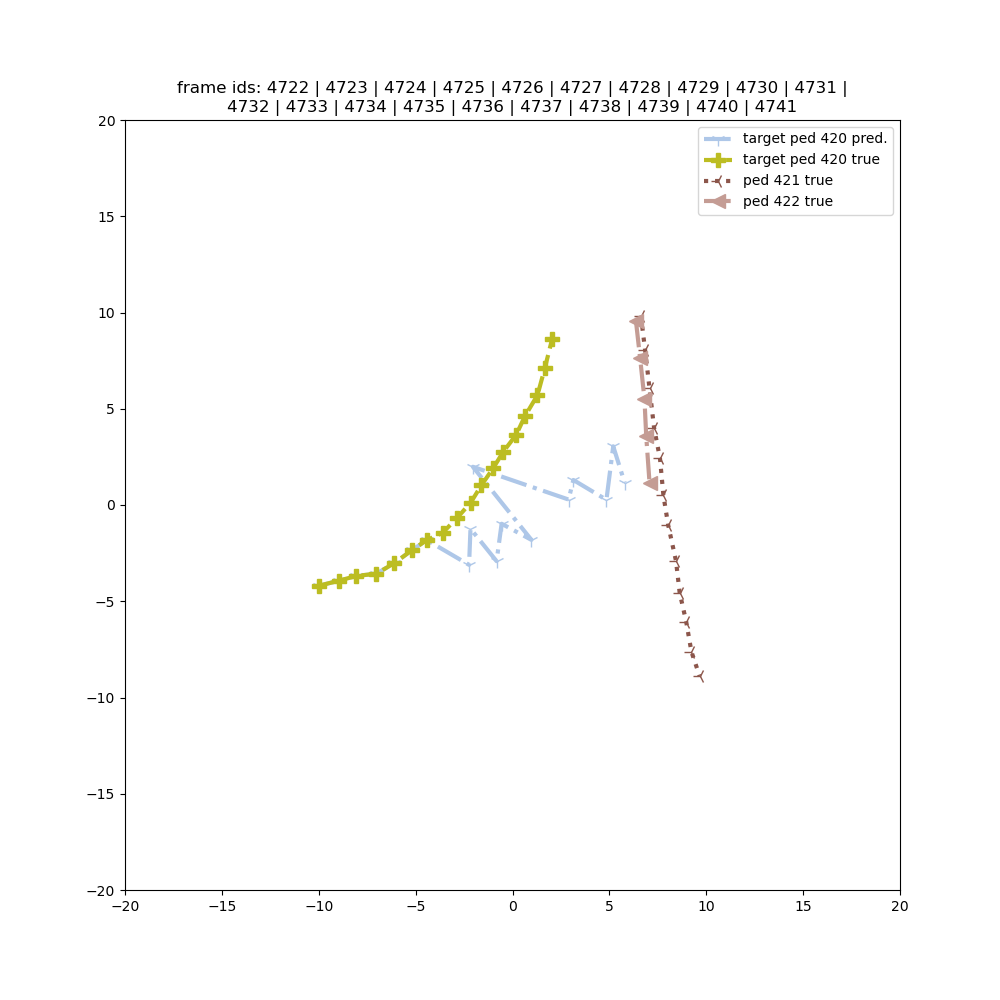 frame ids: 4722 | 4723 | 4724 | 4725 | 4726 | 4727 | 4728 | 4729 | 4730 | 4731 |
4732 | 4733 | 4734 | 4735 | 4736 | 4737 | 4738 | 4739 | 4740 | 4741
target ped 420 pred.
target ped 420 true
ped 421 true
ped 422 true
20
15
10
5
0
−5
−10
−15
−20
−20 −15 −10 −5 0 5 10 15 20